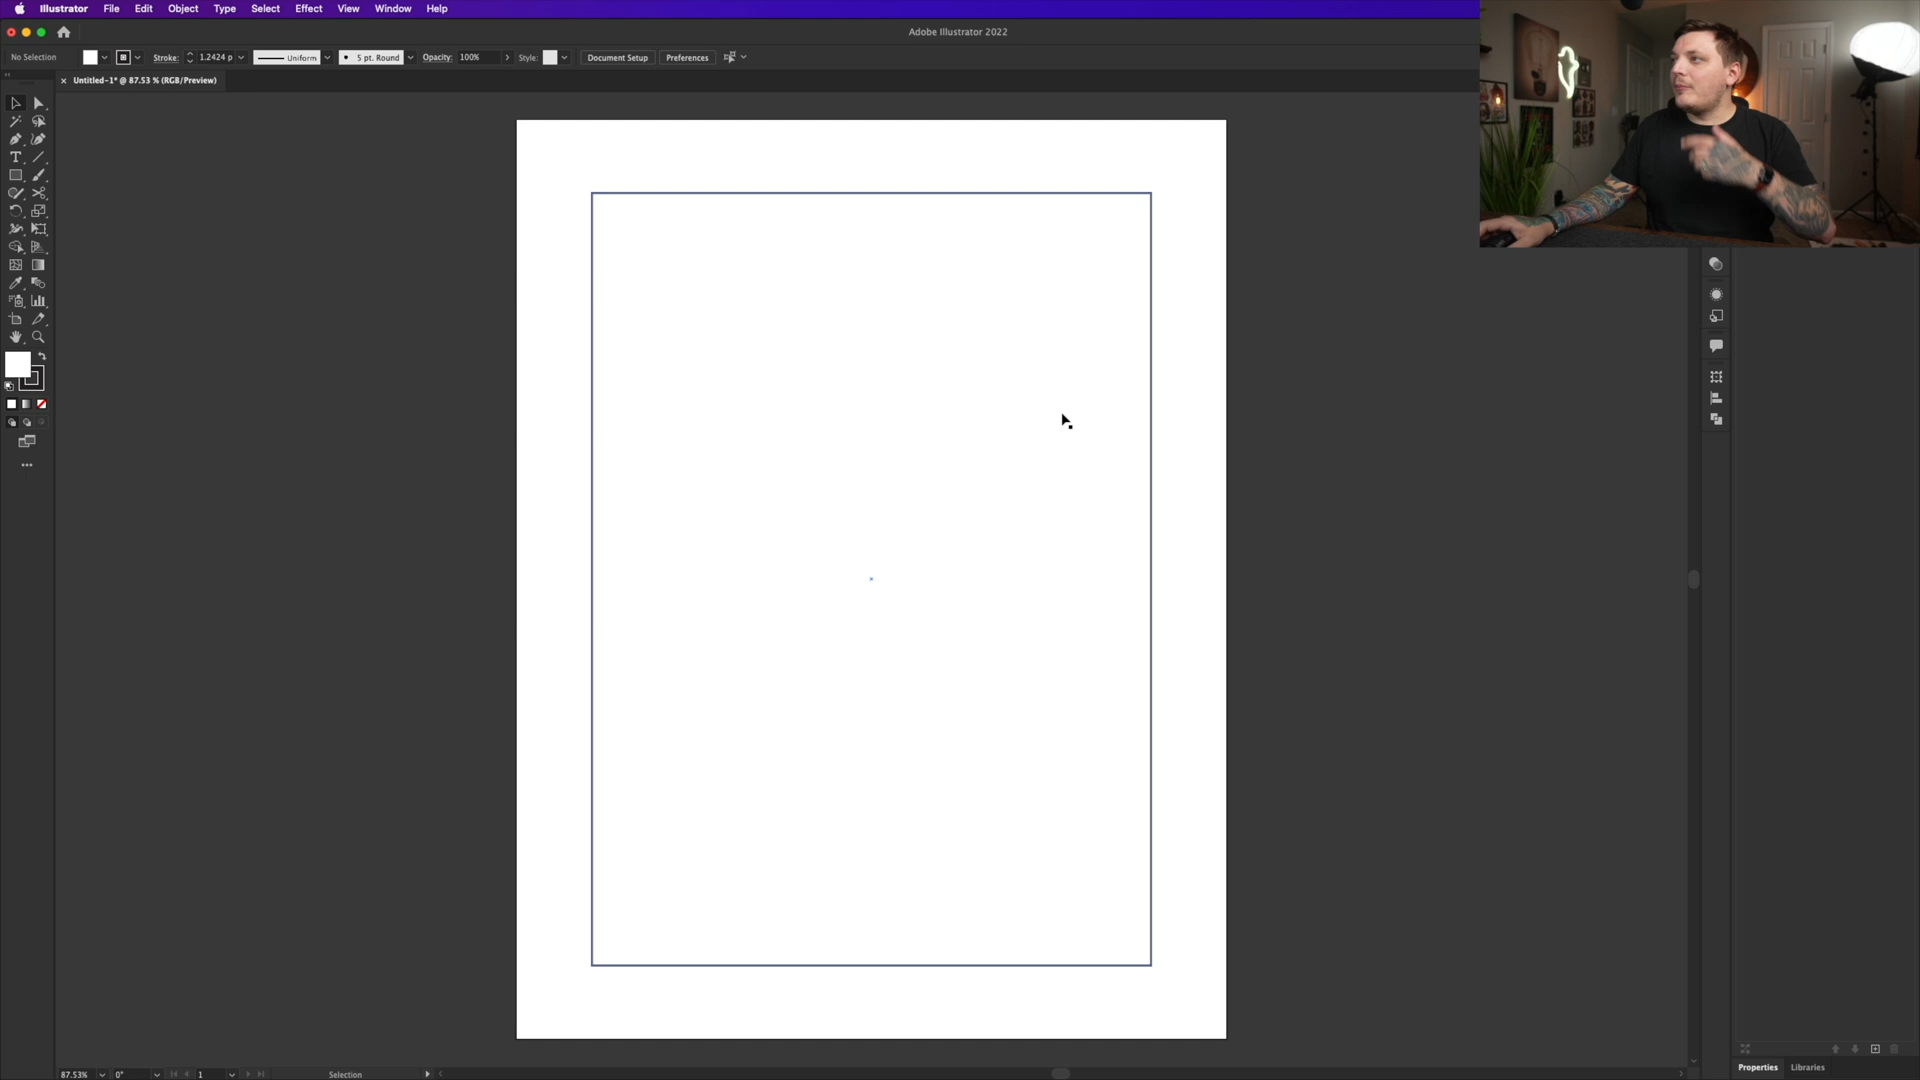 Illustrator File Edit Object Type Select Effect View Window Help
Adobe Illustrator 2022
No Selection Stroke: 1.2424 p Uniform 5 pt. Round Opacity: 100% Style: Document Setup Preferences
× Untitled-1* @ 87.53 % (RGB/Preview)
87.53% 0° 1 Selection
Properties Libraries